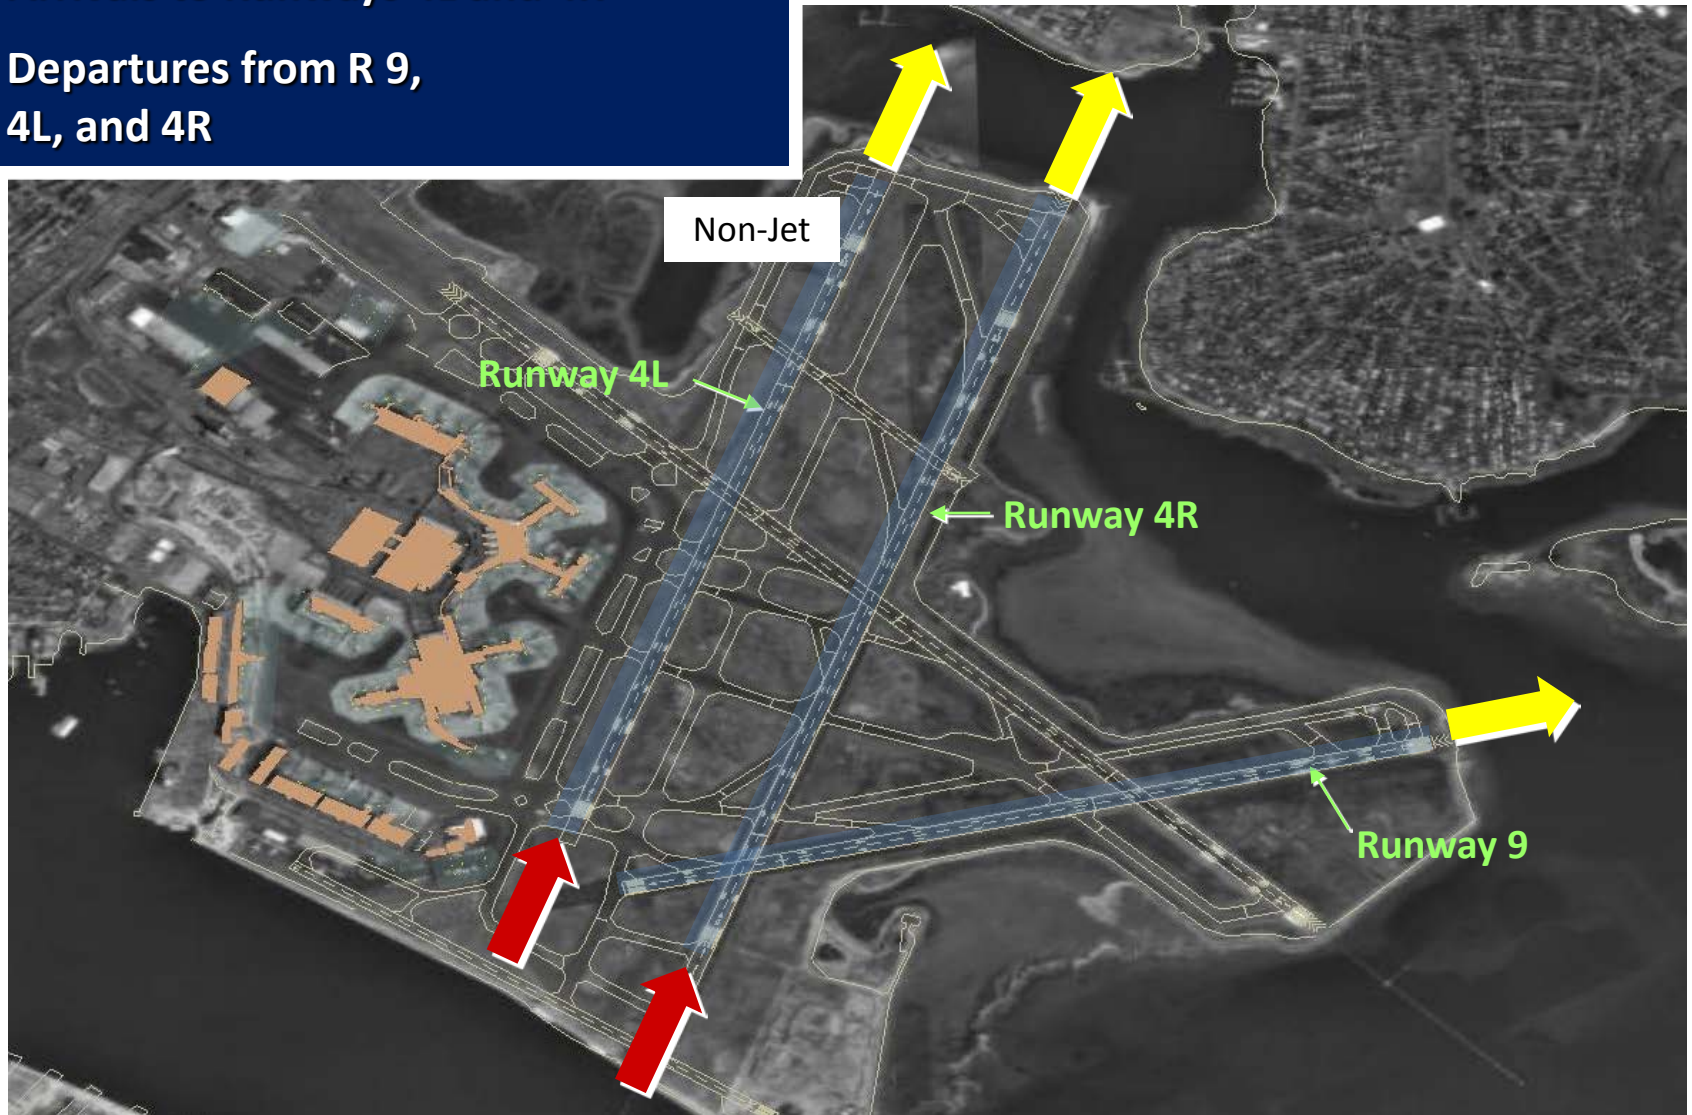 Departures from R 9,
4L, and 4R
Non-Jet
Runway 4L
Runway 4R
Runway 9